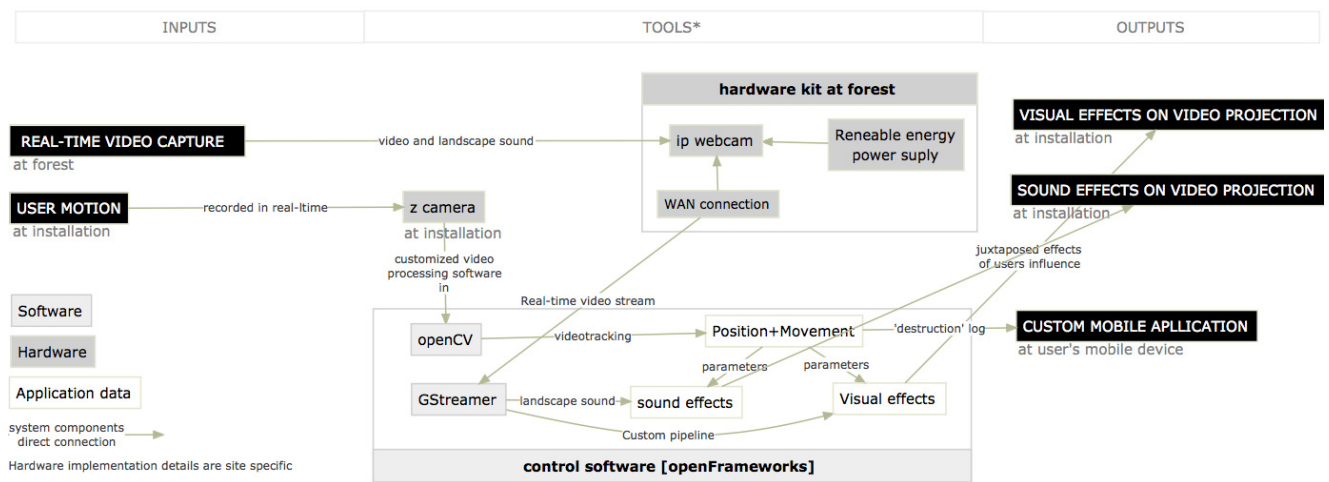 INPUTS
TOOLS*
OUTPUTS
hardware kit at forest
REAL-TIME VIDEO CAPTURE
at forest
video and landscape sound
ip webcam
Reneable energy
power suply
VISUAL EFFECTS ON VIDEO PROJECTION
at installation
USER MOTION
at installation
recorded in real-ltime
z camera
at installation
WAN connection
SOUND EFFECTS ON VIDEO PROJECTION
at installation
customized video
processing software
in
juxtaposed effects
of users influence
Real-time video stream
Software
Hardware
Application data
system components
direct connection
Hardware implementation details are site specific
openCV
videotracking
Position+Movement
'destruction' log
CUSTOM MOBILE APLLICATION
at user's mobile device
parameters
parameters
GStreamer
landscape sound
sound effects
Visual effects
Custom pipeline
control software [openFrameworks]